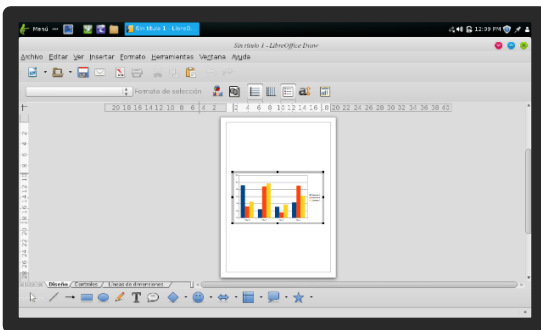 Menú
Sin título 1 - LibreO...
12:09 PM
Sin título 1 - LibreOffice Draw
Archivo Editar Ver Insertar Formato Herramientas Ventana Ayuda
Formato de selección
20 18 16 14 12 10 8 6 4 2 2 4 6 8 10 12 14 16 18 20 22 24 26 28 30 32 34 36 38 40
Diseño / Controles / Líneas de dimensiones